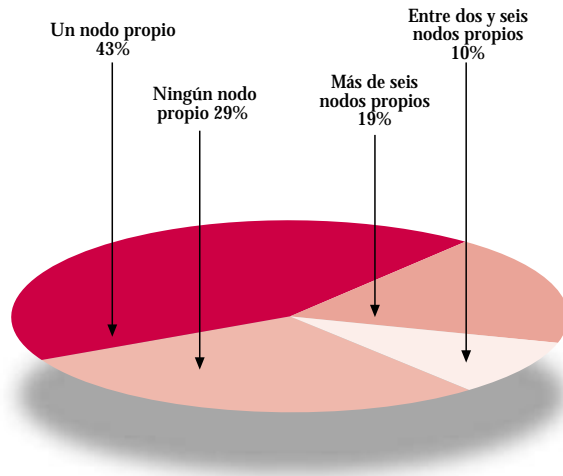 Un nodo propio
43%
Ningún nodo
propio 29%
Más de seis
nodos propios
19%
Entre dos y seis
nodos propios
10%